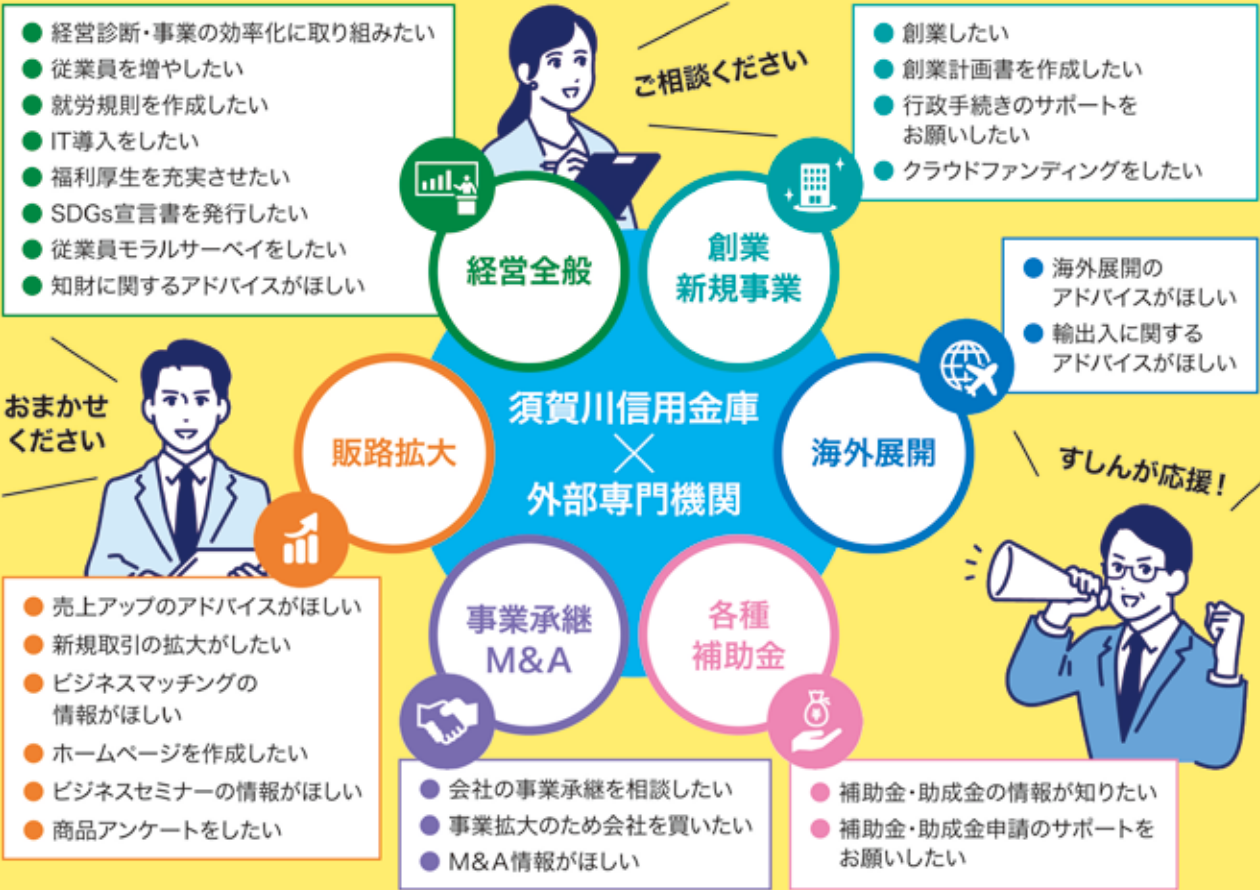 ● 経営診断・事業の効率化に取り組みたい
● 従業員を増やしたい
● 就労規則を作成したい
● IT導入をしたい
● 福利厚生を充実させたい
● SDGs宣言書を発行したい
● 従業員モラルサーベイをしたい
● 知財に関するアドバイスがほしい
ご相談ください
● 創業したい
● 創業計画書を作成したい
● 行政手続きのサポートを
お願いしたい
● クラウドファンディングをしたい
経営全般
創業
新規事業
● 海外展開の
アドバイスがほしい
● 輸出入に関する
アドバイスがほしい
おまかせ
ください
販路拡大
須賀川信用金庫
×
外部専門機関
海外展開
すしんが応援!
事業承継
M&A
各種
補助金
● 売上アップのアドバイスがほしい
● 新規取引の拡大がしたい
● ビジネスマッチングの
情報がほしい
● ホームページを作成したい
● ビジネスセミナーの情報がほしい
● 商品アンケートをしたい
● 会社の事業承継を相談したい
● 事業拡大のため会社を買いたい
● M&A情報がほしい
¥
● 補助金・助成金の情報が知りたい
● 補助金・助成金申請のサポートを
お願いしたい